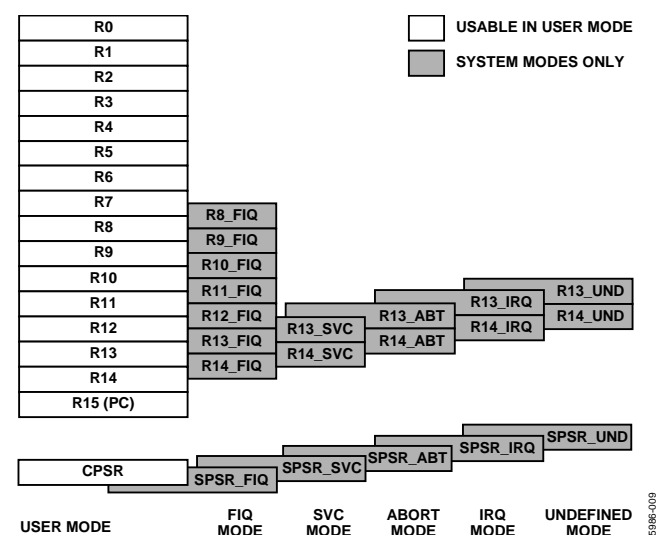 R0
R1
R2
R3
R4
R5
R6
R7
R8
R9
R10
R11
R12
R13
R14
R15 (PC)
USABLE IN USER MODE
SYSTEM MODES ONLY
R8_FIQ
R9_FIQ
R10_FIQ
R11_FIQ
R12_FIQ
R13_FIQ
R14_FIQ
R13_SVC
R14_SVC
R13_ABT
R14_ABT
R13_IRQ
R14_IRQ
R13_UND
R14_UND
CPSR
SPSR_FIQ
SPSR_SVC
SPSR_ABT
SPSR_IRQ
SPSR_UND
USER MODE
FIQ
MODE
SVC
MODE
ABORT
MODE
IRQ
MODE
UNDEFINED
MODE
5986-009